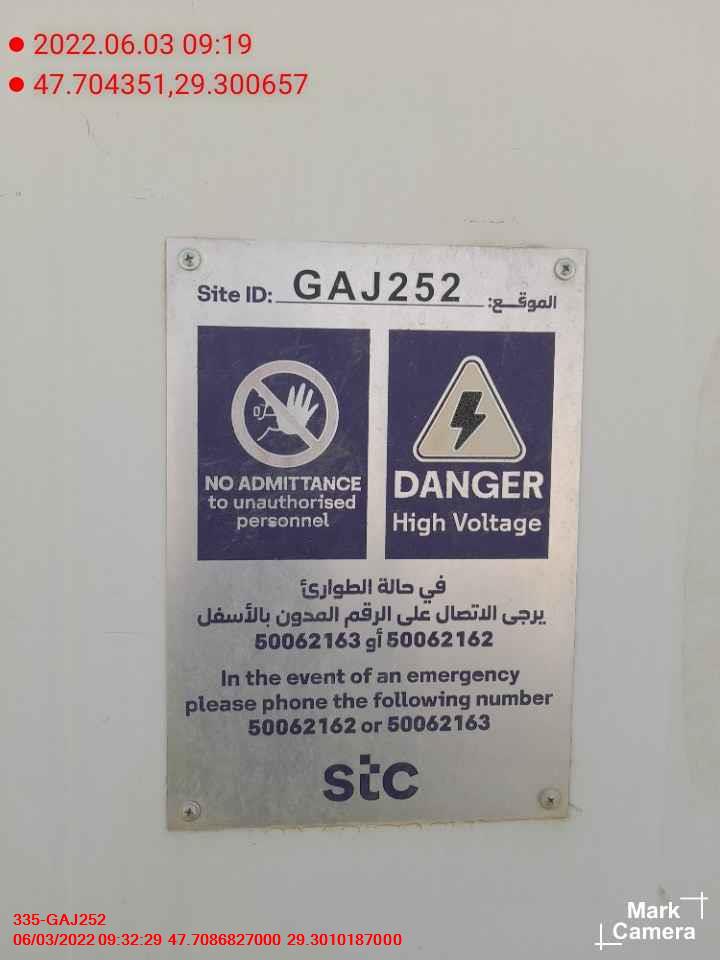 2022.06.03 09:19
47.704351,29.300657
Site ID: GAJ252 الموقـــع:
NO ADMITTANCE
to unauthorised
personnel
DANGER
High Voltage
في حالة الطوارئ
يرجى الاتصال على الرقم المدون بالأسفل
50062162 أو 50062163
In the event of an emergency
please phone the following number
50062162 or 50062163
stc
335-GAJ252
06/03/2022 09:32:29 47.7086827000 29.3010187000
Mark
Camera